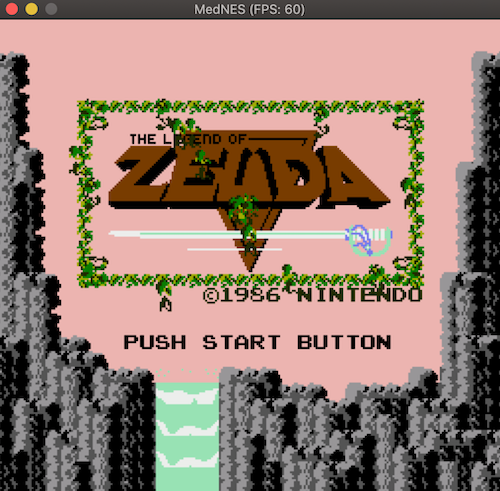 MedNES (FPS: 60)
THE LEGEND OF
ZELDA
©1986 NINTENDO
PUSH START BUTTON